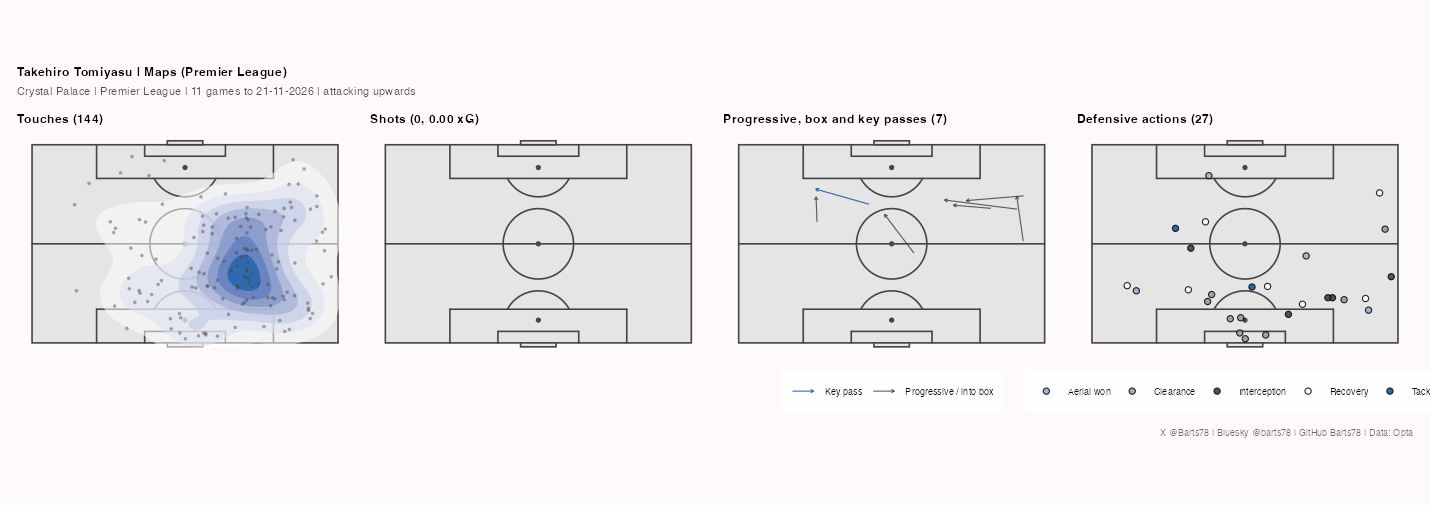 Takehiro Tomiyasu | Maps (Premier League)
Crystal Palace | Premier League | 11 games to 21-11-2026 | attacking upwards
Touches (144)
Shots (0, 0.00 xG)
Progressive, box and key passes (7)
Defensive actions (27)
Key pass
Progressive / Into box
Aerial won
Clearance
Interception
Recovery
Tack
X @Barts78 | Bluesky @barts78 | GitHub Barts78 | Data: Opta